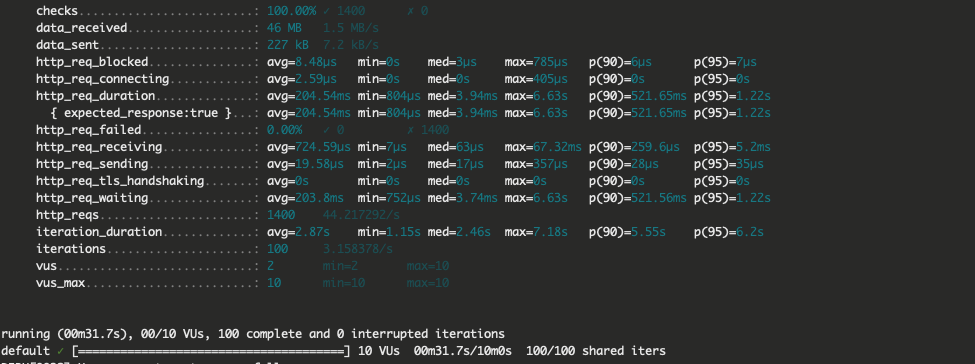 checks.........................: 100.00% ✓ 1400      ✗ 0
data_received..................: 46 MB   1.5 MB/s
data_sent......................: 227 kB  7.2 kB/s
http_req_blocked...............: avg=8.48µs   min=0s    med=3µs    max=785µs   p(90)=6µs      p(95)=7µs
http_req_connecting............: avg=2.59µs   min=0s    med=0s     max=405µs   p(90)=0s       p(95)=0s
http_req_duration..............: avg=204.54ms min=804µs med=3.94ms max=6.63s   p(90)=521.65ms p(95)=1.22s
{ expected_response:true }...: avg=204.54ms min=804µs med=3.94ms max=6.63s   p(90)=521.65ms p(95)=1.22s
http_req_failed................: 0.00%   ✓ 0         ✗ 1400
http_req_receiving.............: avg=724.59µs min=7µs   med=63µs   max=67.32ms p(90)=259.6µs  p(95)=5.2ms
http_req_sending...............: avg=19.58µs  min=2µs   med=17µs   max=357µs   p(90)=28µs     p(95)=35µs
http_req_tls_handshaking.......: avg=0s       min=0s    med=0s     max=0s      p(90)=0s       p(95)=0s
http_req_waiting...............: avg=203.8ms  min=752µs med=3.74ms max=6.63s   p(90)=521.56ms p(95)=1.22s
http_reqs......................: 1400    44.217292/s
iteration_duration.............: avg=2.87s    min=1.15s med=2.46s  max=7.18s   p(90)=5.55s    p(95)=6.2s
iterations.....................: 100     3.158378/s
vus............................: 2       min=2       max=10
vus_max........................: 10      min=10      max=10
running (00m31.7s), 00/10 VUs, 100 complete and 0 interrupted iterations
default ✓ [======================================] 10 VUs  00m31.7s/10m0s  100/100 shared iters